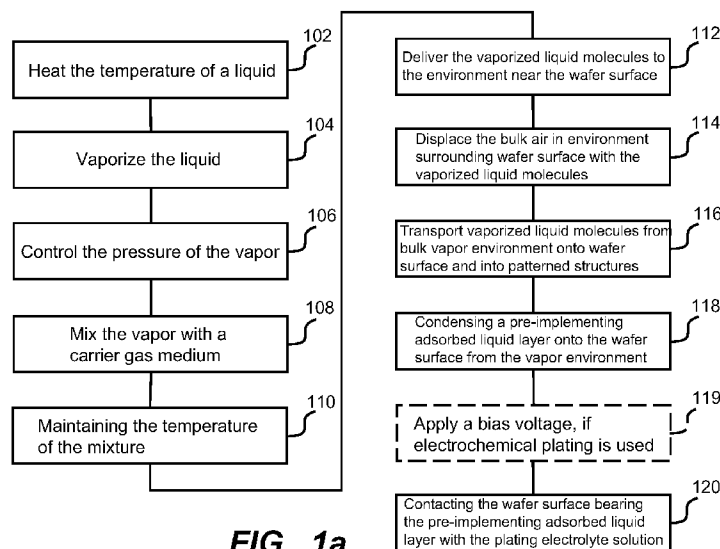 102
Heat the temperature of a liquid
104
Vaporize the liquid
106
Control the pressure of the vapor
108
Mix the vapor with a
carrier gas medium
110
Maintaining the temperature
of the mixture
112
Deliver the vaporized liquid molecules to
the environment near the wafer surface
114
Displace the bulk air in environment
surrounding wafer surface with the
vaporized liquid molecules
116
Transport vaporized liquid molecules from
bulk vapor environment onto wafer
surface and into patterned structures
118
Condensing a pre-implementing
adsorbed liquid layer onto the wafer
surface from the vapor environment
119
Apply a bias voltage, if
electrochemical plating is used
120
Contacting the wafer surface bearing
the pre-implementing adsorbed liquid
layer with the plating electrolyte solution
FIG. 1a